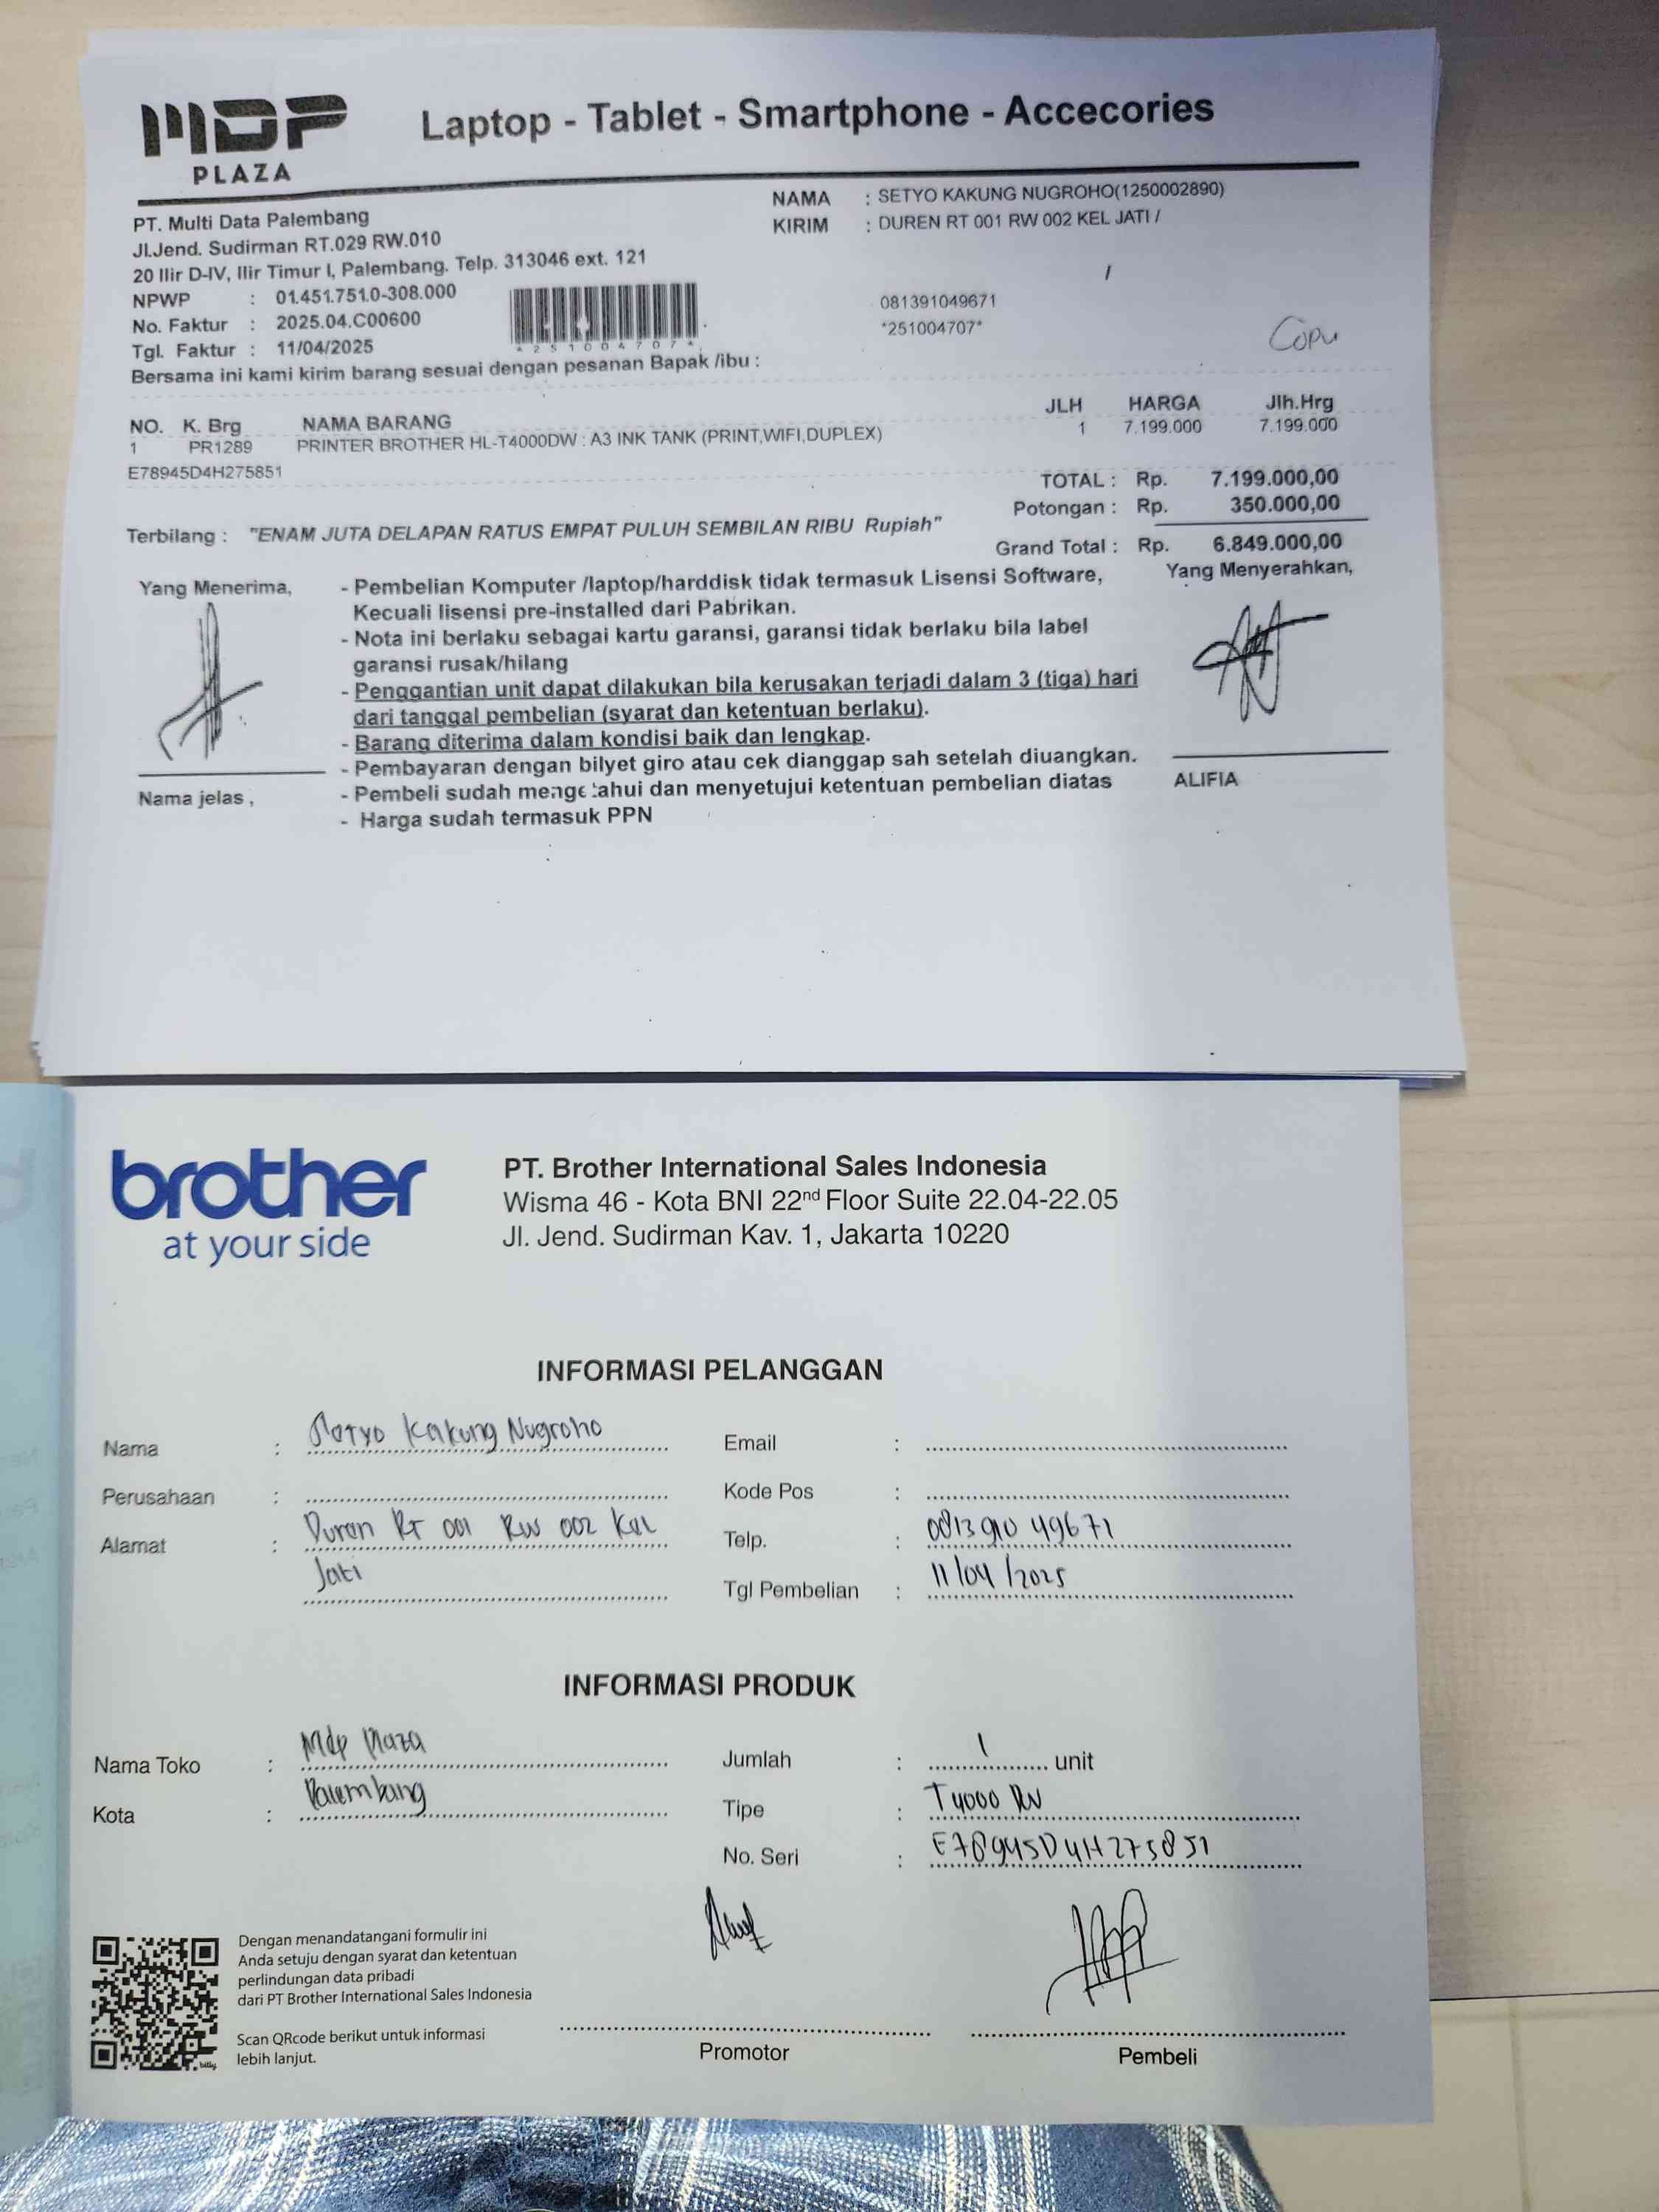 MDP
PLAZA
Laptop - Tablet - Smartphone - Accecories
PT. Multi Data Palembang
Jl.Jend. Sudirman RT.029 RW.010
20 Ilir D-IV, Ilir Timur I, Palembang. Telp. 313046 ext. 121
NPWP : 01.451.751.0-308.000
No. Faktur : 2025.04.C00600
Tgl. Faktur : 11/04/2025
*251004707*
NAMA : SETYO KAKUNG NUGROHO(1250002890)
KIRIM : DUREN RT 001 RW 002 KEL JATI /
/
081391049671
*251004707*
Copy
Bersama ini kami kirim barang sesuai dengan pesanan Bapak /ibu :
NO. K. Brg NAMA BARANG JLH HARGA Jlh.Hrg
1 PR1289 PRINTER BROTHER HL-T4000DW : A3 INK TANK (PRINT,WIFI,DUPLEX) 1 7.199.000 7.199.000
E78945D4H275851
TOTAL : Rp. 7.199.000,00
Potongan : Rp. 350.000,00
Terbilang : "ENAM JUTA DELAPAN RATUS EMPAT PULUH SEMBILAN RIBU Rupiah"
Grand Total : Rp. 6.849.000,00
Yang Menerima,
Nama jelas ,
- Pembelian Komputer /laptop/harddisk tidak termasuk Lisensi Software,
Kecuali lisensi pre-installed dari Pabrikan.
- Nota ini berlaku sebagai kartu garansi, garansi tidak berlaku bila label
garansi rusak/hilang
- Penggantian unit dapat dilakukan bila kerusakan terjadi dalam 3 (tiga) hari
dari tanggal pembelian (syarat dan ketentuan berlaku).
- Barang diterima dalam kondisi baik dan lengkap.
- Pembayaran dengan bilyet giro atau cek dianggap sah setelah diuangkan.
- Pembeli sudah mengetahui dan menyetujui ketentuan pembelian diatas
- Harga sudah termasuk PPN
Yang Menyerahkan,
ALIFIA
brother
at your side
PT. Brother International Sales Indonesia
Wisma 46 - Kota BNI 22nd Floor Suite 22.04-22.05
Jl. Jend. Sudirman Kav. 1, Jakarta 10220
INFORMASI PELANGGAN
Nama : Setyo Kakung Nugroho
Perusahaan :
Alamat : Duren RT 001 RW 002 Kel
Jati
Email :
Kode Pos :
Telp. : 081391049671
Tgl Pembelian : 11/04/2025
INFORMASI PRODUK
Nama Toko : Mdp Plaza
Kota : Palembang
Jumlah : 1 unit
Tipe : T4000 DW
No. Seri : E78945D4H275851
Dengan menandatangani formulir ini
Anda setuju dengan syarat dan ketentuan
perlindungan data pribadi
dari PT Brother International Sales Indonesia
Scan QRcode berikut untuk informasi
lebih lanjut.
bitly
Promotor
Pembeli